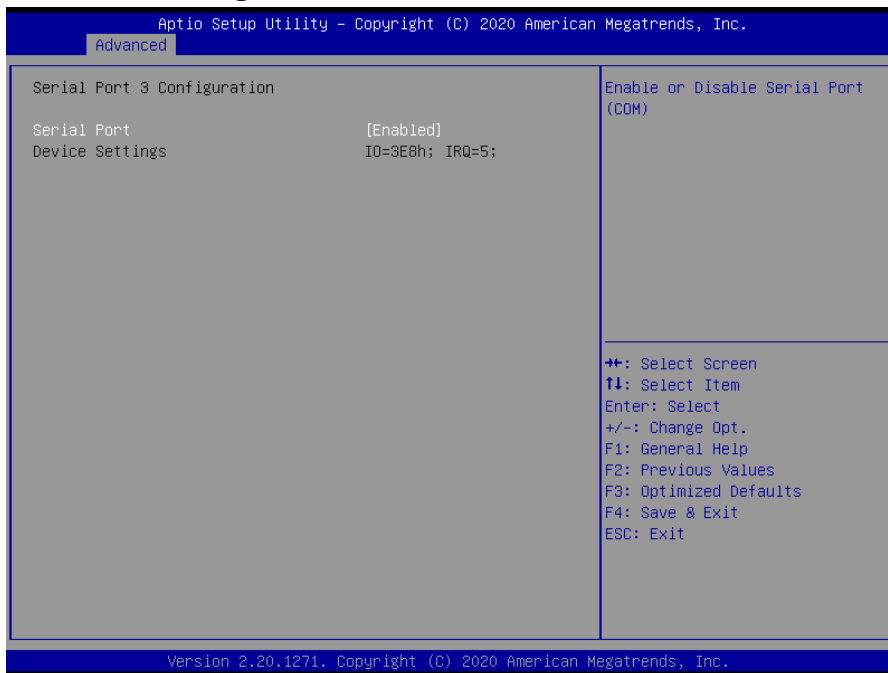 Aptio Setup Utility – Copyright (C) 2020 American Megatrends, Inc.
Advanced
Serial Port 3 Configuration
Serial Port [Enabled]
Device Settings IO=3E8h; IRQ=5;
Enable or Disable Serial Port
(COM)
→←: Select Screen
↑↓: Select Item
Enter: Select
+/-: Change Opt.
F1: General Help
F2: Previous Values
F3: Optimized Defaults
F4: Save & Exit
ESC: Exit
Version 2.20.1271. Copyright (C) 2020 American Megatrends, Inc.